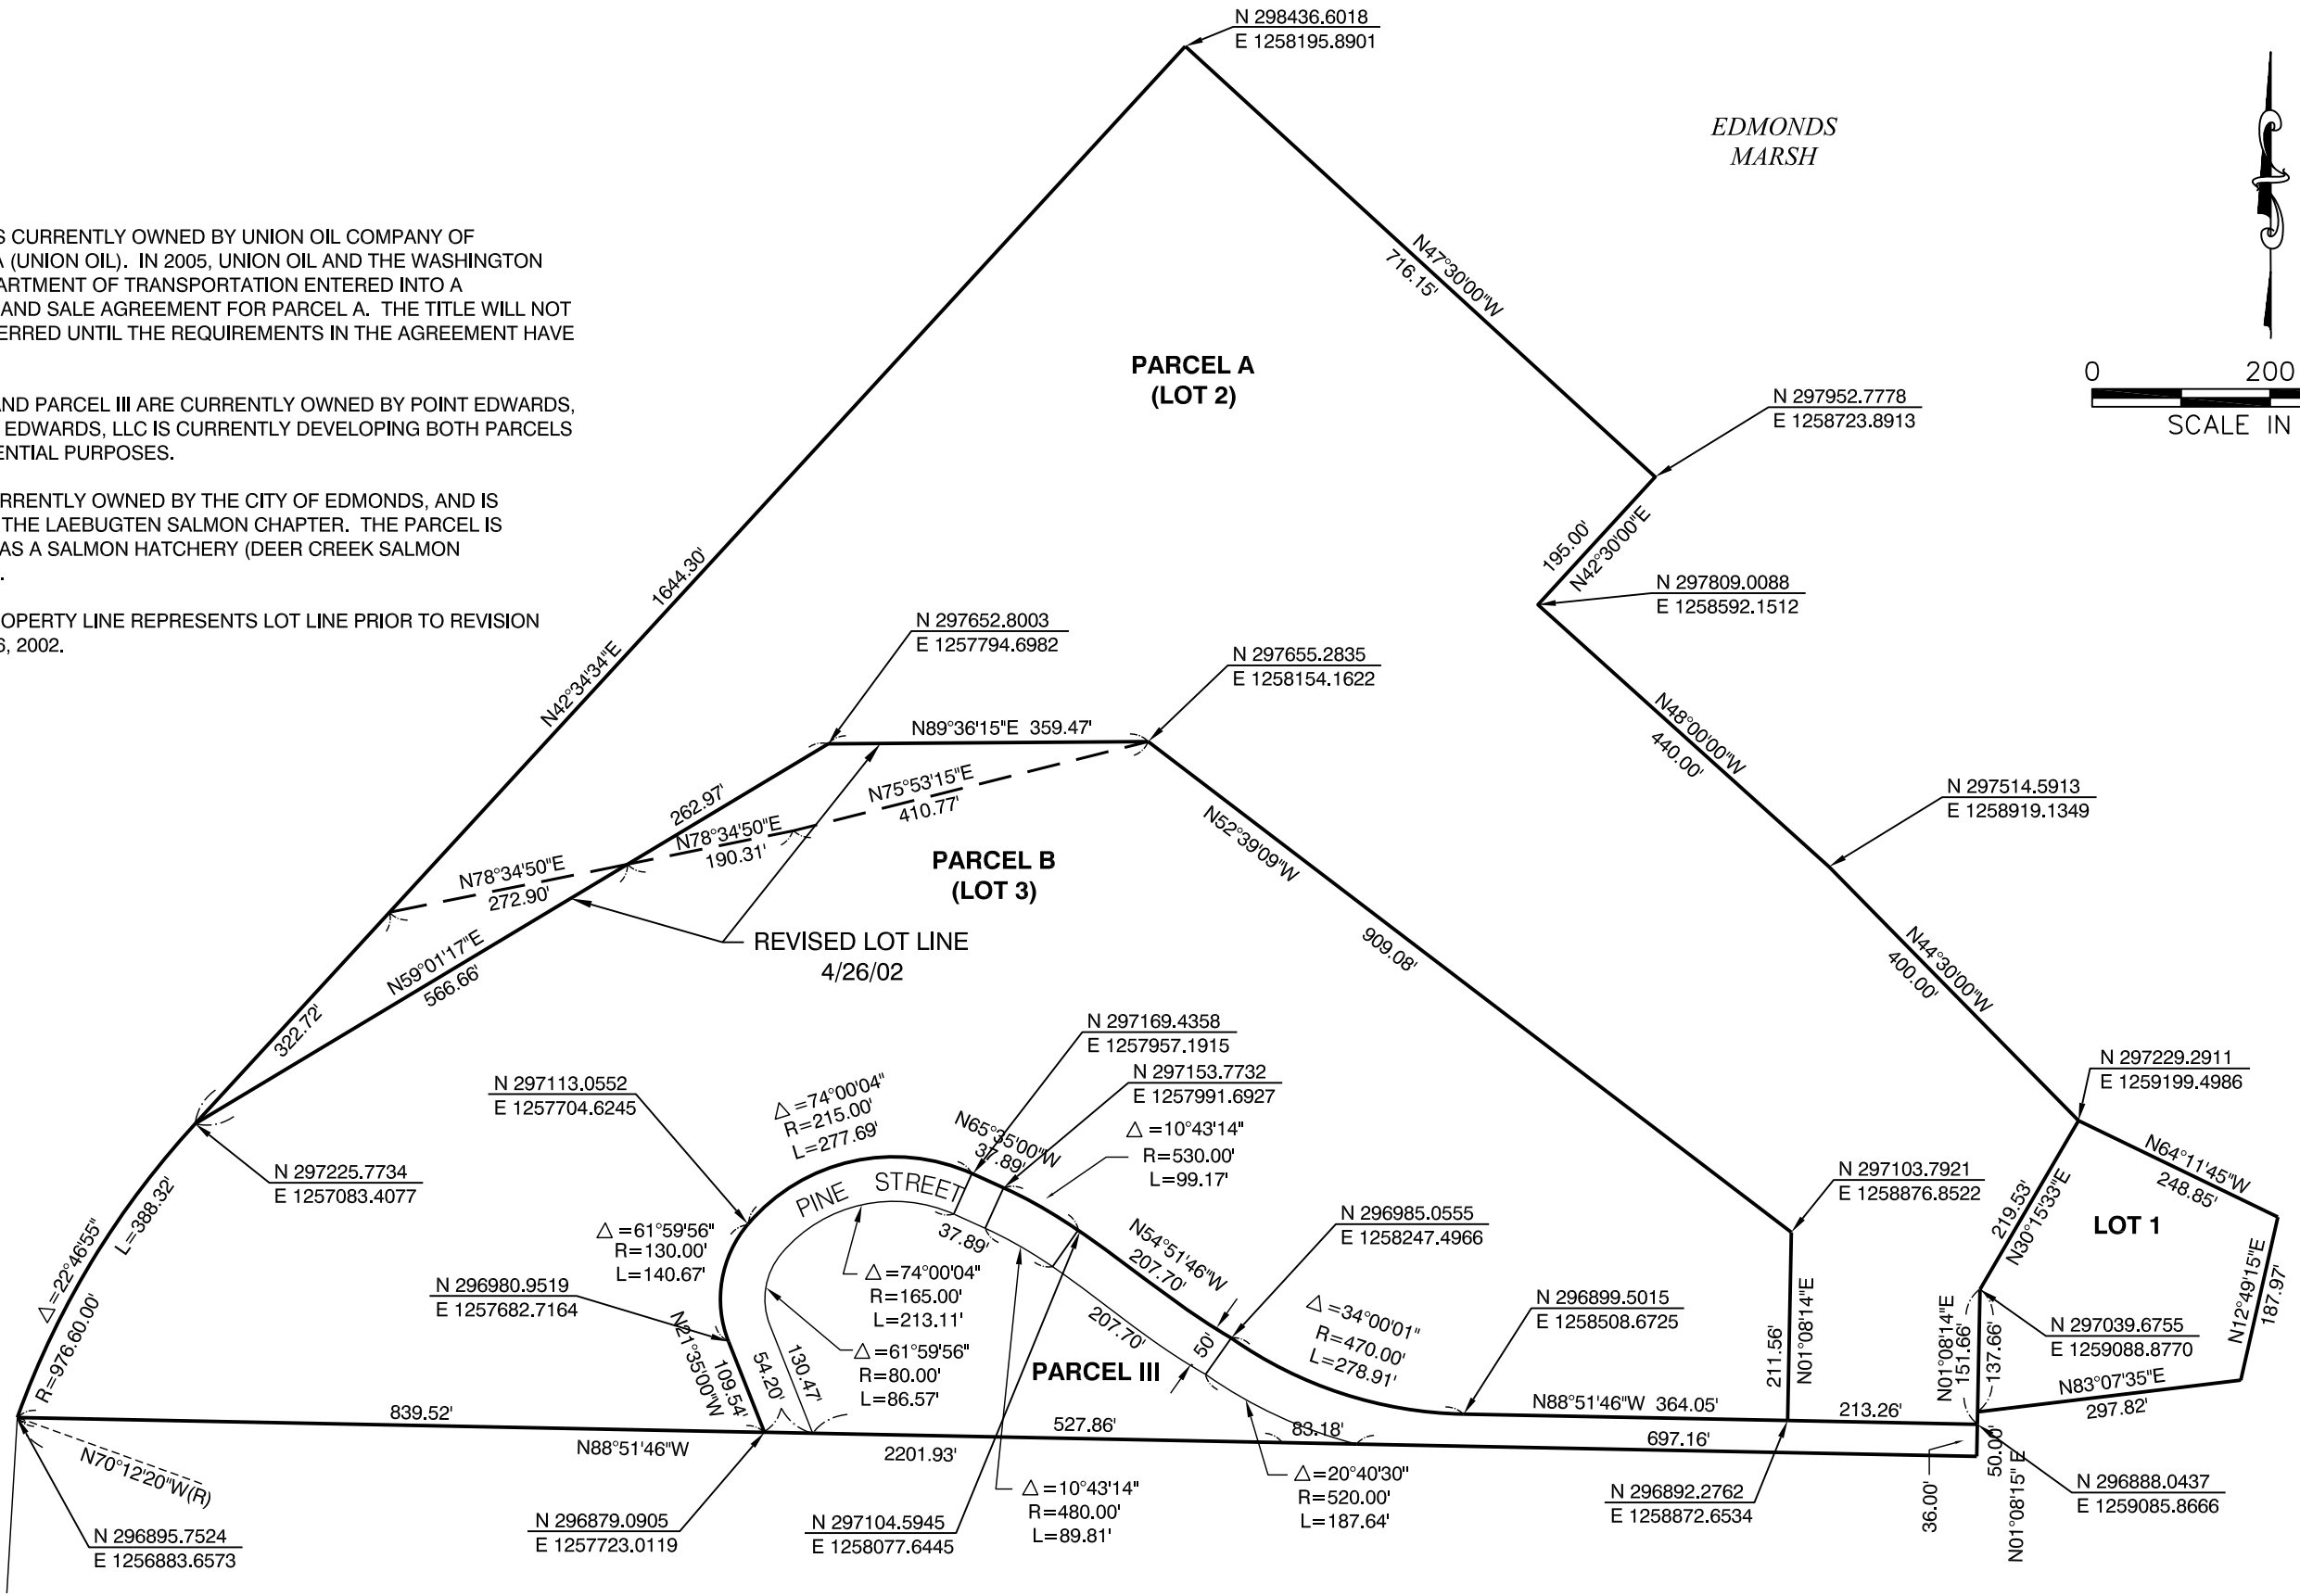 N 298436.6018
E 1258195.8901
EDMONDS
MARSH
S CURRENTLY OWNED BY UNION OIL COMPANY OF
A (UNION OIL). IN 2005, UNION OIL AND THE WASHINGTON
ARTMENT OF TRANSPORTATION ENTERED INTO A
AND SALE AGREEMENT FOR PARCEL A. THE TITLE WILL NOT
ERRED UNTIL THE REQUIREMENTS IN THE AGREEMENT HAVE
AND PARCEL III ARE CURRENTLY OWNED BY POINT EDWARDS,
EDWARDS, LLC IS CURRENTLY DEVELOPING BOTH PARCELS
ENTIAL PURPOSES.
RRENTLY OWNED BY THE CITY OF EDMONDS, AND IS
THE LAEBUGTEN SALMON CHAPTER. THE PARCEL IS
AS A SALMON HATCHERY (DEER CREEK SALMON
.
OPERTY LINE REPRESENTS LOT LINE PRIOR TO REVISION
6, 2002.
0 200
SCALE IN
N47°30'00"W
716.15'
PARCEL A
(LOT 2)
N 297952.7778
E 1258723.8913
195.00'
N42°30'00"E
N 297809.0088
E 1258592.1512
1644.30'
N42°34'34"E
N 297652.8003
E 1257794.6982
N 297655.2835
E 1258154.1622
N89°36'15"E 359.47'
N48°00'00"W
440.00'
N 297514.5913
E 1258919.1349
262.97'
N75°53'15"E
410.77'
N78°34'50"E
190.31'
N78°34'50"E
272.90'
N52°39'09"W
909.08'
PARCEL B
(LOT 3)
REVISED LOT LINE
4/26/02
N59°01'17"E
566.66'
322.72'
N44°30'00"W
400.00'
N 297169.4358
E 1257957.1915
N 297153.7732
E 1257991.6927
N 297229.2911
E 1259199.4986
N 297113.0552
E 1257704.6245
△=74°00'04"
R=215.00'
L=277.69'
N65°35'00"W
37.89'
△=10°43'14"
R=530.00'
L=99.17'
N64°11'45"W
248.85'
N 297225.7734
E 1257083.4077
PINE STREET
N 297103.7921
E 1258876.8522
219.53'
N30°15'33"E
LOT 1
△=22°46'55"
L=388.32'
R=976.60.00'
△=61°59'56"
R=130.00'
L=140.67'
37.89'
N54°51'46"W
207.70'
N 296985.0555
E 1258247.4966
N 296980.9519
E 1257682.7164
△=74°00'04"
R=165.00'
L=213.11'
△=34°00'01"
R=470.00'
L=278.91'
N 296899.5015
E 1258508.6725
211.56'
N01°08'14"E
N01°08'14"E
151.66'
137.66'
N 297039.6755
E 1259088.8770
N12°49'15"E
187.97'
N21°35'00"W
109.54'
54.20'
130.47'
△=61°59'56"
R=80.00'
L=86.57'
207.70'
50'
PARCEL III
N83°07'35"E
297.82'
839.52'
N88°51'46"W
N88°51'46"W 364.05'
213.26'
527.86'
83.18'
2201.93'
697.16'
N70°12'20"W(R)
△=10°43'14"
R=480.00'
L=89.81'
△=20°40'30"
R=520.00'
L=187.64'
36.00'
50.00'
N01°08'15"E
N 296888.0437
E 1259085.8666
N 296892.2762
E 1258872.6534
N 296895.7524
E 1256883.6573
N 296879.0905
E 1257723.0119
N 297104.5945
E 1258077.6445